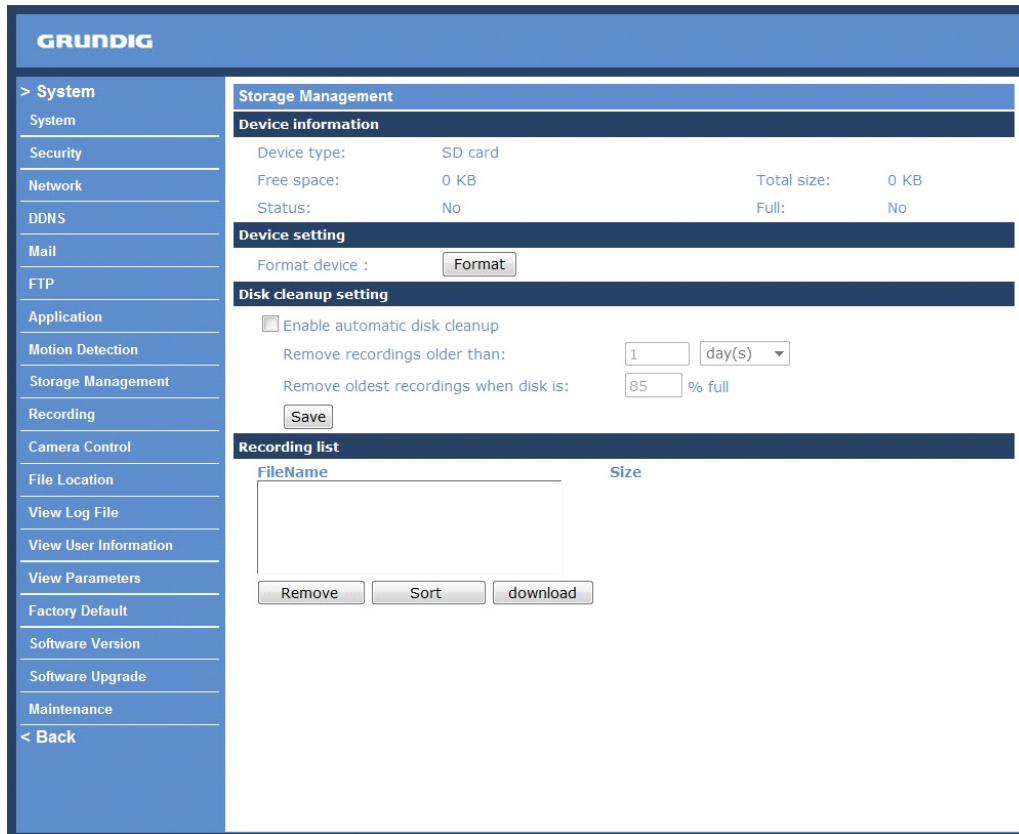 GRUNDIG
> System
System
Security
Network
DDNS
Mail
FTP
Application
Motion Detection
Storage Management
Recording
Camera Control
File Location
View Log File
View User Information
View Parameters
Factory Default
Software Version
Software Upgrade
Maintenance
< Back
Storage Management
Device information
Device type: SD card
Free space: 0 KB Total size: 0 KB
Status: No Full: No
Device setting
Format device : Format
Disk cleanup setting
Enable automatic disk cleanup
Remove recordings older than: 1 day(s)
Remove oldest recordings when disk is: 85 % full
Save
Recording list
FileName Size
Remove Sort download